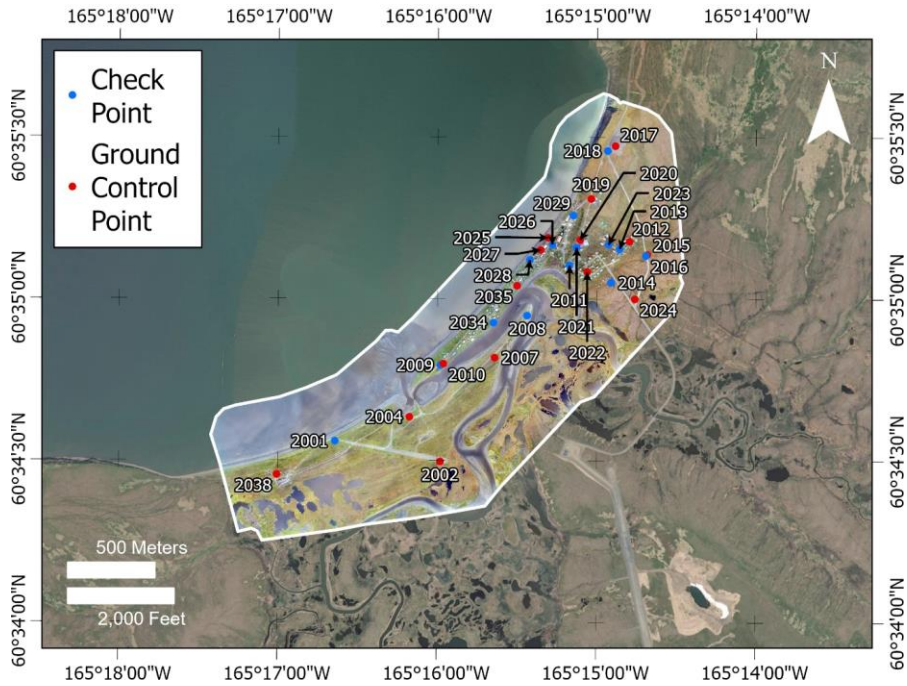 165°18'00"W 165°17'00"W 165°16'00"W 165°15'00"W 165°14'00"W
Check
Point
Ground
Control
Point
N
60°35'30"N
60°35'00"N
60°34'30"N
60°34'00"N
60°35'30"N
60°35'00"N
60°34'30"N
60°34'00"N
2017
2018
2020
2019
2023
2029
2013
2026
2012
2025
2015
2027
2016
2028
2014
2035
2011
2024
2021
2034
2008
2022
2007
2009
2010
2004
2001
2002
2038
500 Meters
2,000 Feet
165°18'00"W 165°17'00"W 165°16'00"W 165°15'00"W 165°14'00"W